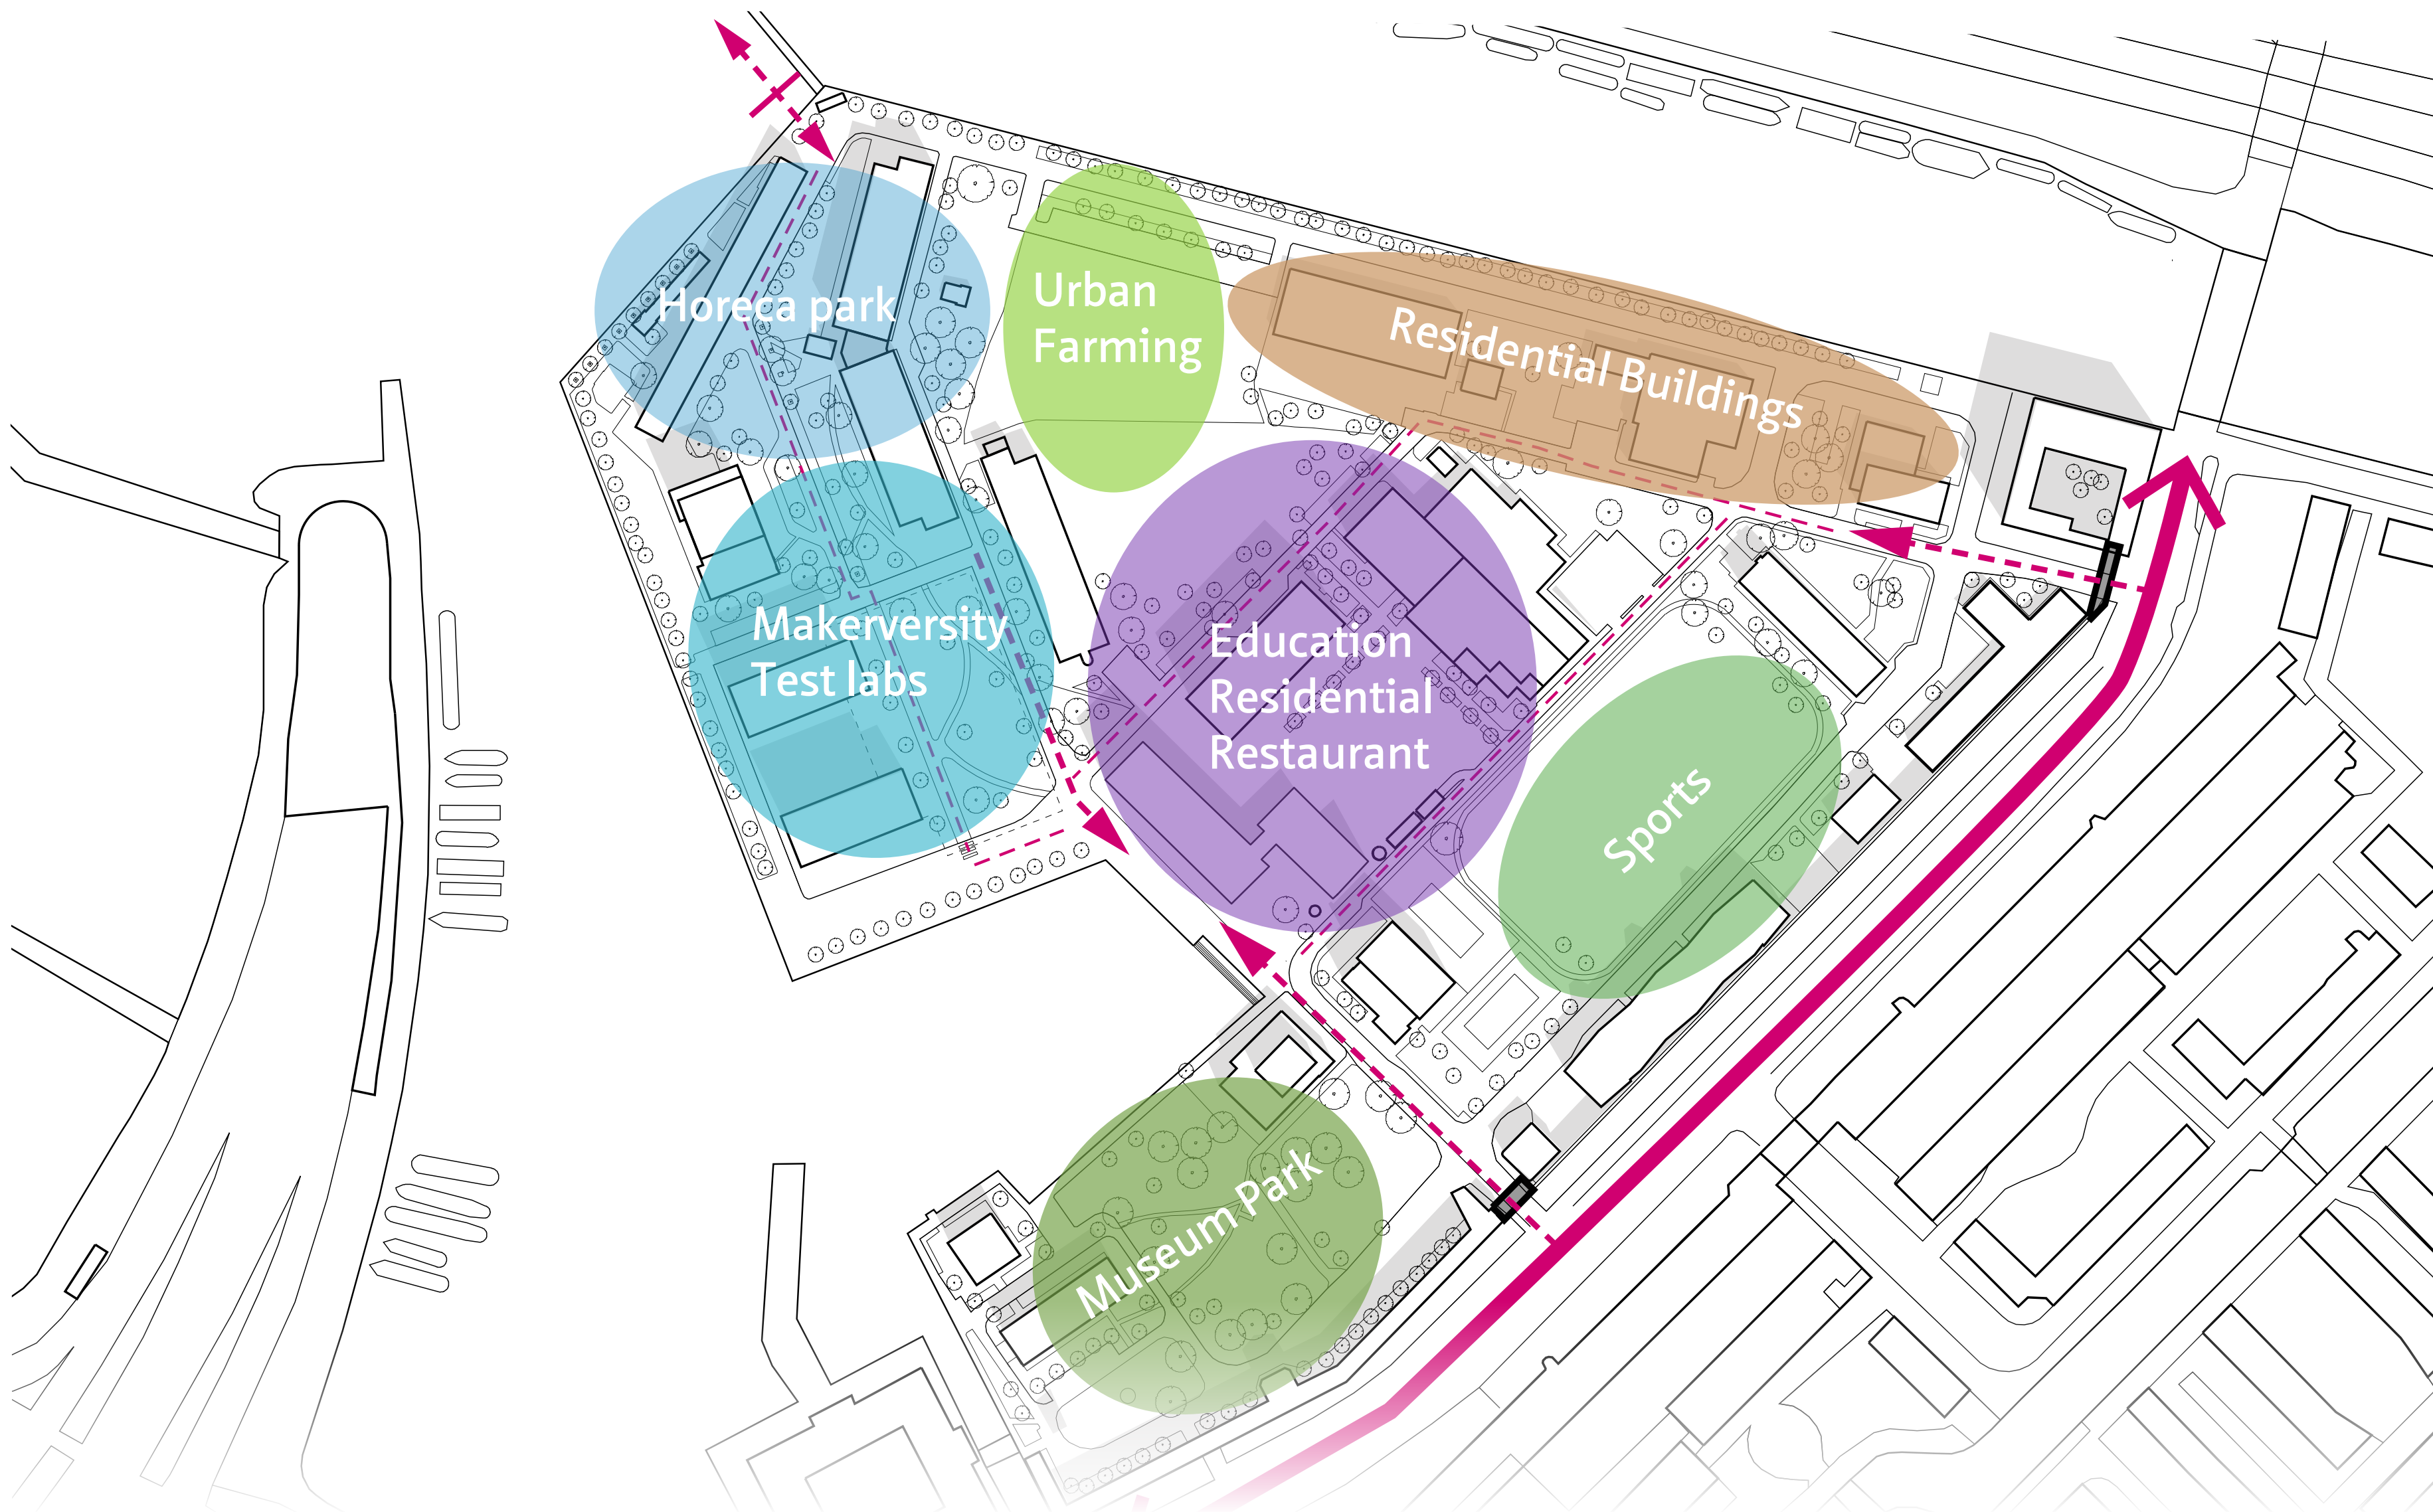 Horeca park
Urban
Farming
Residential Buildings
Makerversity
Test labs
Education
Residential
Restaurant
Sports
Museum Park